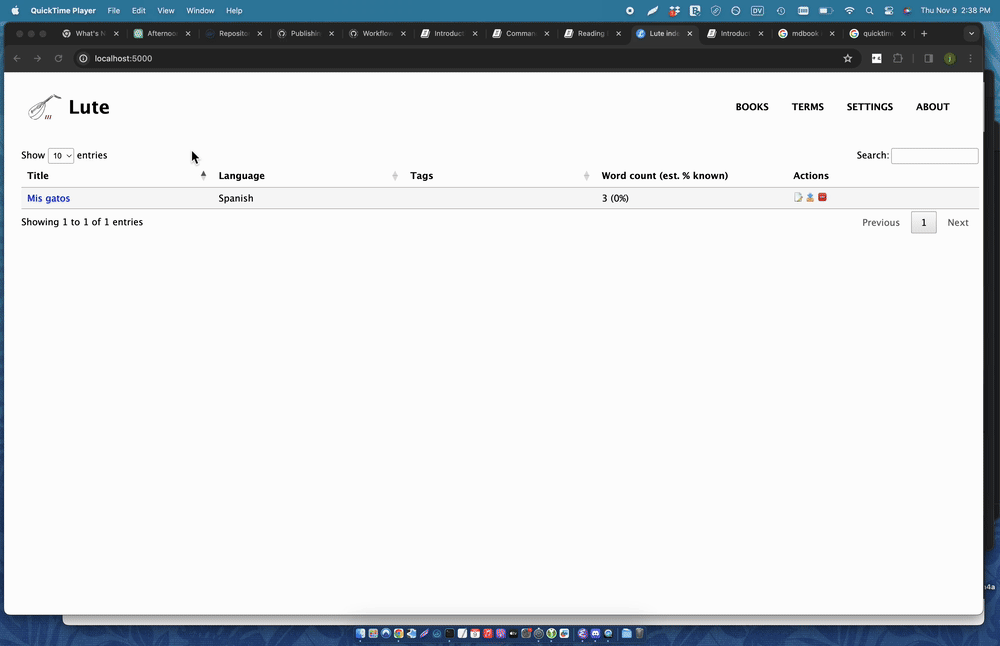 QuickTime Player File Edit View Window Help DV Thu Nov 9 2:38 PM
What's N Afternoo Reposito Publishin Workflow Introduct Comman Reading Lute inde Introduct mdbook quicktim
localhost:5000
Lute BOOKS TERMS SETTINGS ABOUT
Show 10 entries Search:
Title Language Tags Word count (est. % known) Actions
Mis gatos Spanish 3 (0%)
Showing 1 to 1 of 1 entries Previous 1 Next